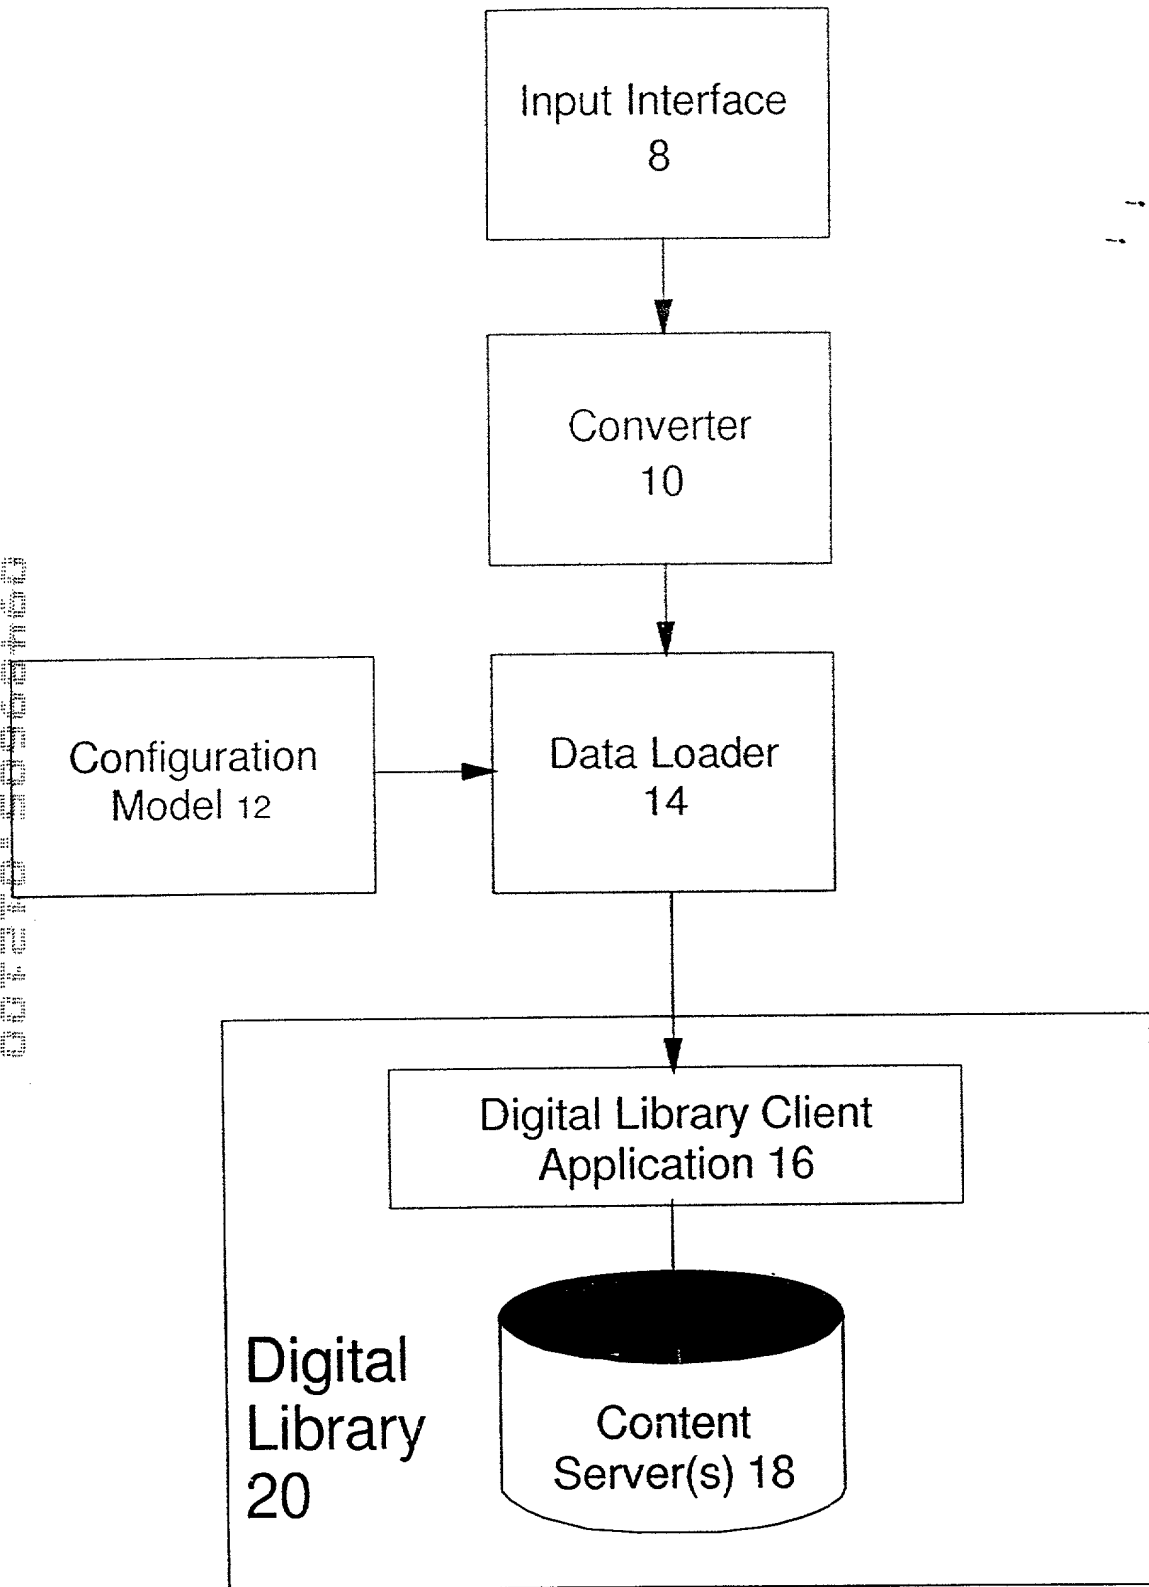 Input Interface
8
Converter
10
Configuration
Model 12
Data Loader
14
Digital Library Client
Application 16
Digital
Library
20
Content
Server(s) 18